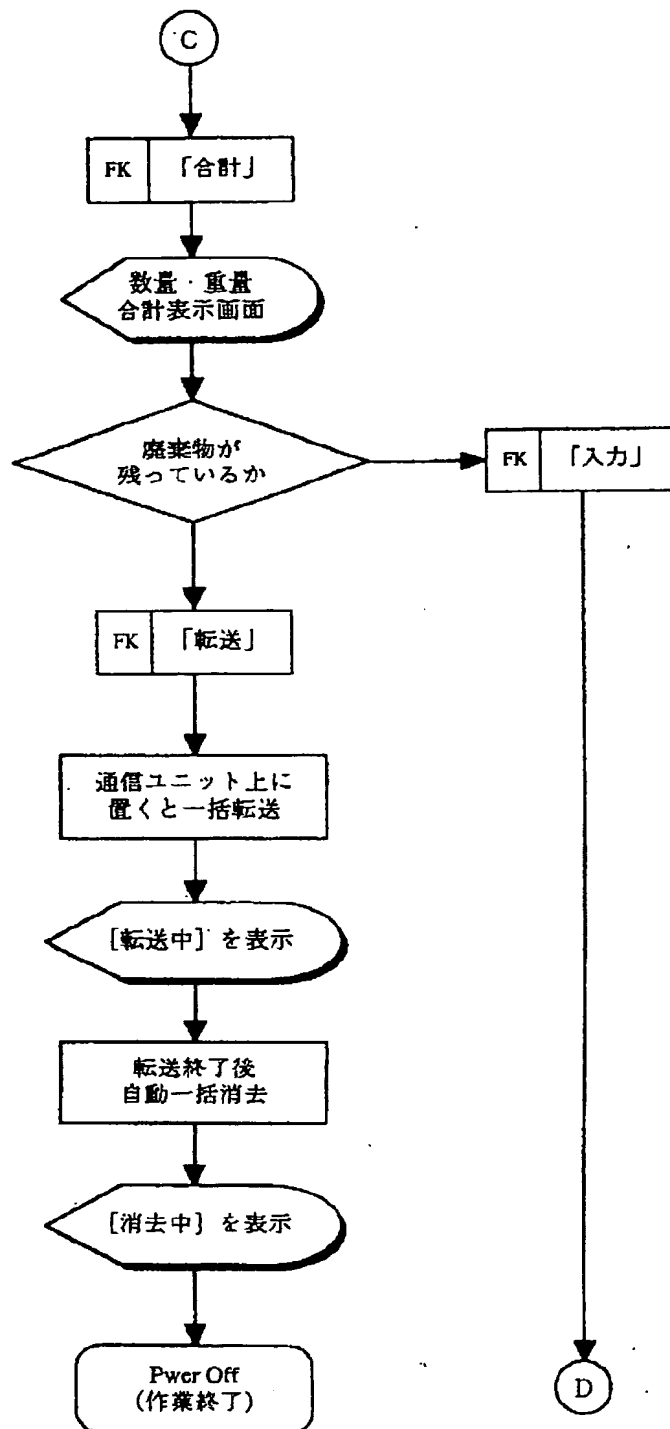 C
FK 「合計」
数量・重量
合計表示画面
廃棄物が
残っているか
FK 「入力」
FK 「転送」
通信ユニット上に
置くと一括転送
[転送中] を表示
転送終了後
自動一括消去
[消去中] を表示
Pwer Off
(作業終了)
D